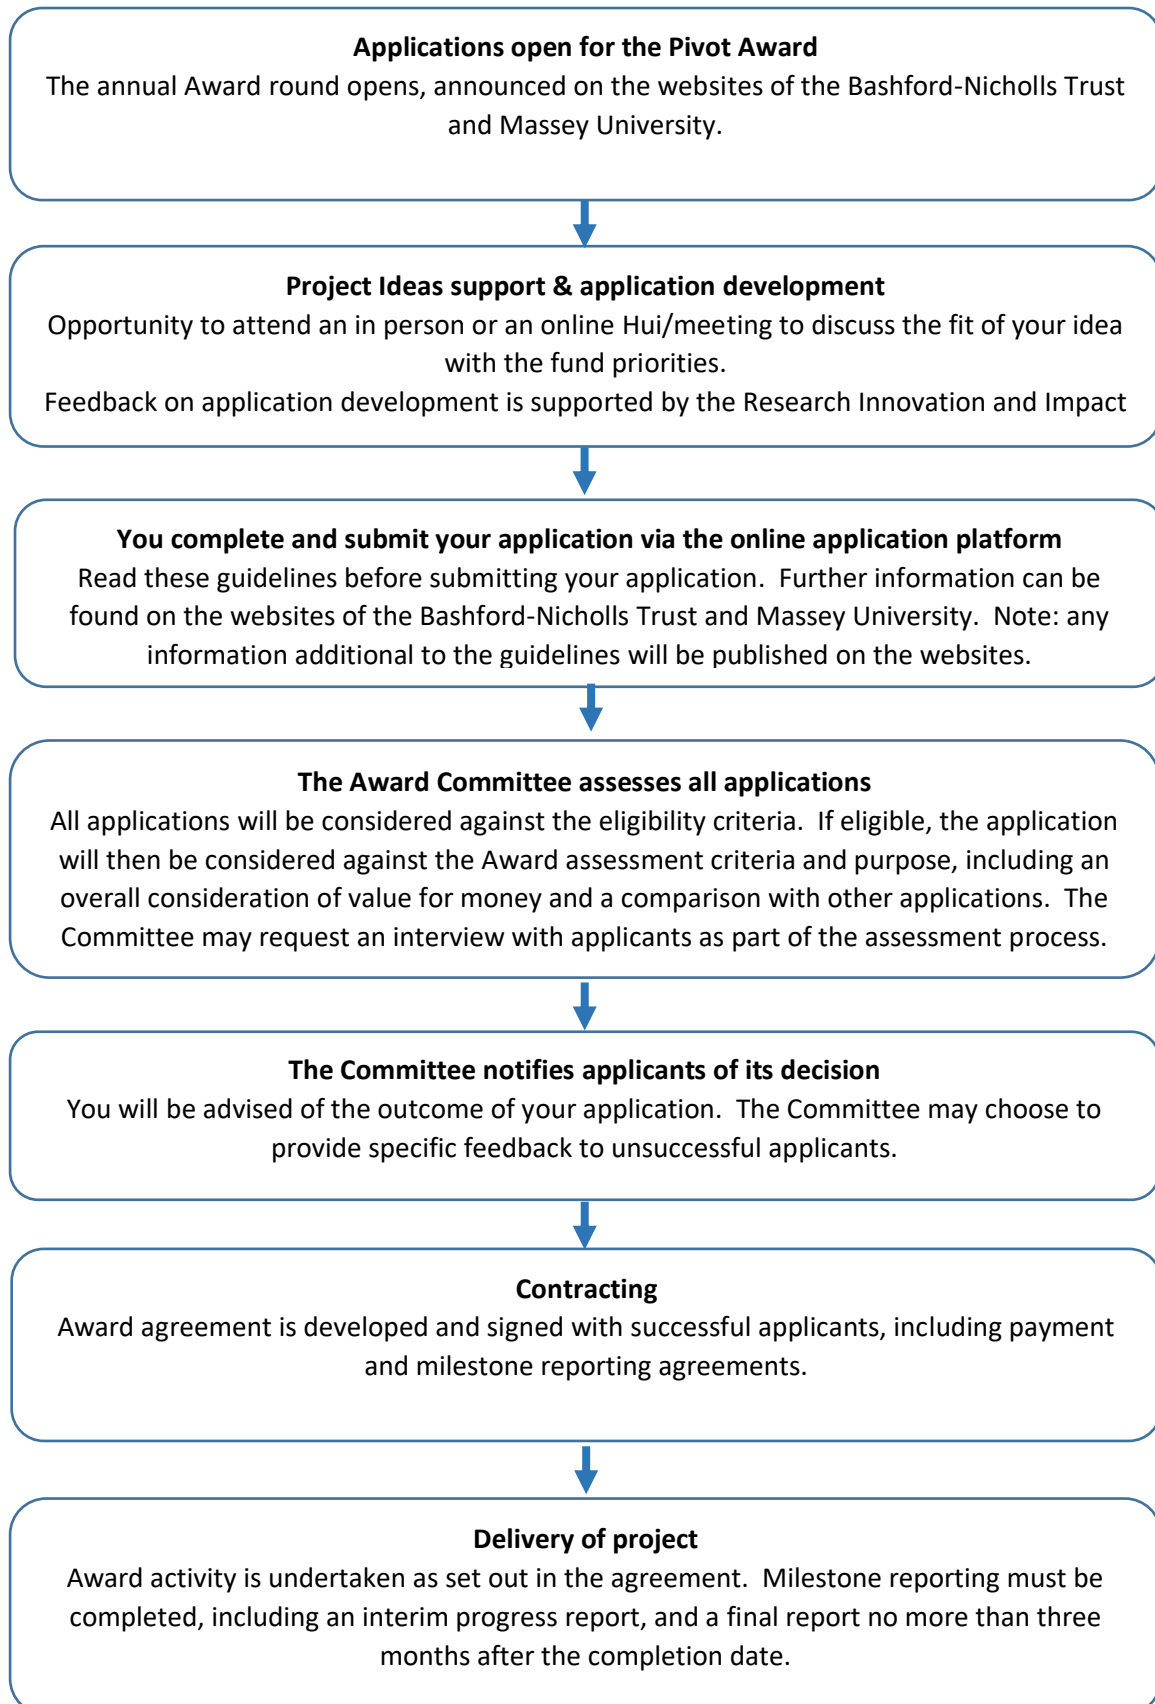 Applications open for the Pivot Award
The annual Award round opens, announced on the websites of the Bashford-Nicholls Trust
and Massey University.
Project Ideas support & application development
Opportunity to attend an in person or an online Hui/meeting to discuss the fit of your idea
with the fund priorities.
Feedback on application development is supported by the Research Innovation and Impact
You complete and submit your application via the online application platform
Read these guidelines before submitting your application.  Further information can be
found on the websites of the Bashford-Nicholls Trust and Massey University.  Note: any
information additional to the guidelines will be published on the websites.
The Award Committee assesses all applications
All applications will be considered against the eligibility criteria.  If eligible, the application
will then be considered against the Award assessment criteria and purpose, including an
overall consideration of value for money and a comparison with other applications.  The
Committee may request an interview with applicants as part of the assessment process.
The Committee notifies applicants of its decision
You will be advised of the outcome of your application.  The Committee may choose to
provide specific feedback to unsuccessful applicants.
Contracting
Award agreement is developed and signed with successful applicants, including payment
and milestone reporting agreements.
Delivery of project
Award activity is undertaken as set out in the agreement.  Milestone reporting must be
completed, including an interim progress report, and a final report no more than three
months after the completion date.